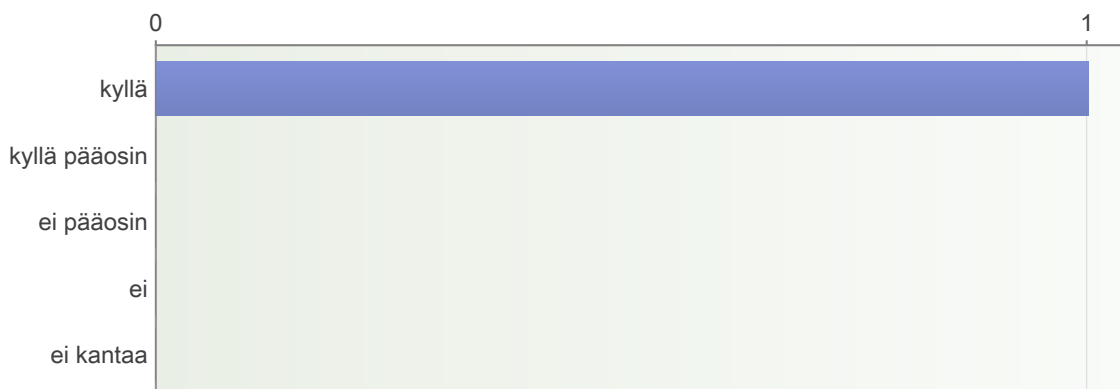 0 1
kyllä
kyllä pääosin
ei pääosin
ei
ei kantaa